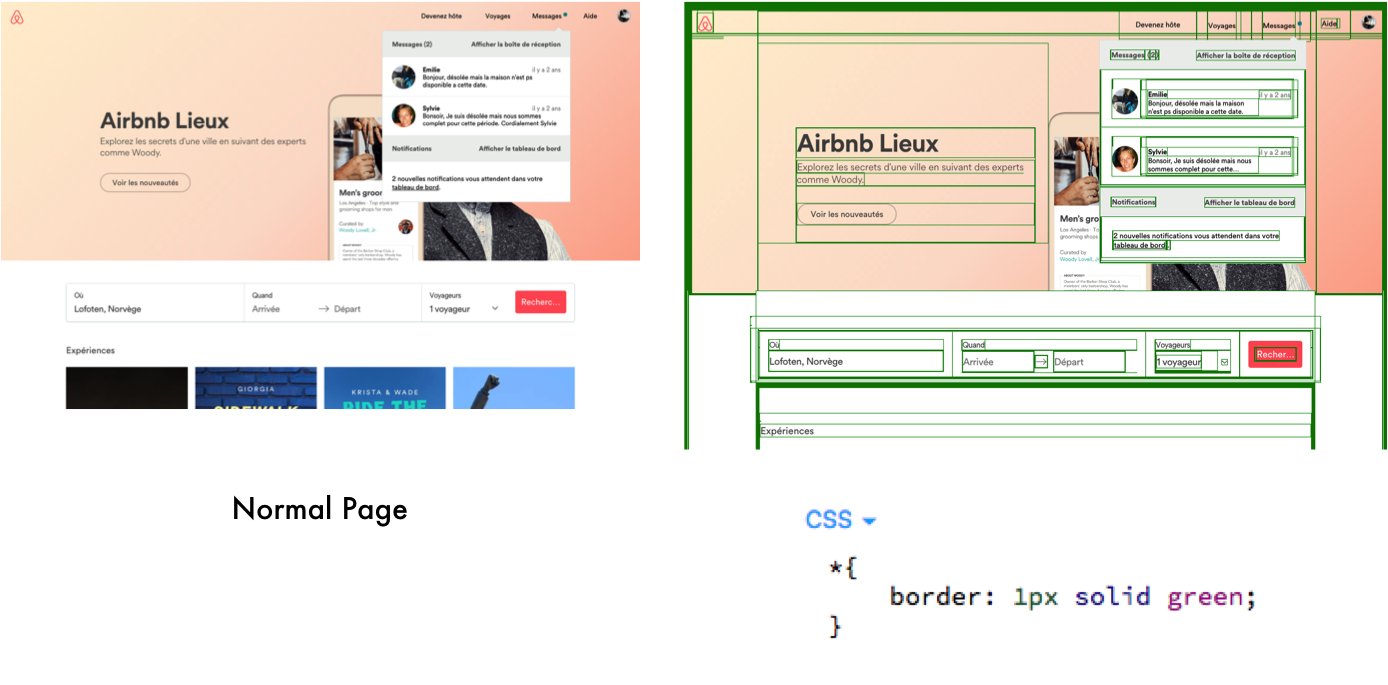 Devenez hôte Voyages Messages Aide
Messages (2) Afficher la boîte de réception
Emilie il y a 2 ans
Bonjour, désolée mais la maison n'est ps
disponible a cette date.
Sylvie il y a 2 ans
Bonsoir, Je suis désolée mais nous sommes
complet pour cette période. Cordialement Sylvie
Notifications Afficher le tableau de bord
2 nouvelles notifications vous attendent dans votre
tableau de bord.
Airbnb Lieux
Explorez les secrets d'une ville en suivant des experts
comme Woody.
Voir les nouveautés
Men's groo
Los Angeles · Top style and
grooming shops for men
Curated by
Woody Lovell, Jr.
ABOUT WOODY
Où
Lofoten, Norvège
Quand
Arrivée → Départ
Voyageurs
1 voyageur
Recherc...
Expériences
GIORGIA
SIDEWALK
KRISTA & WADE
RIDE THE
Normal Page
Devenez hôte Voyages Messages Aide
Messages (2) Afficher la boîte de réception
Emilie il y a 2 ans
Bonjour, désolée mais la maison
n'est ps disponible a cette date.
Sylvie il y a 2 ans
Bonsoir, Je suis désolée mais nous
sommes complet pour cette...
Notifications Afficher le tableau de bord
2 nouvelles notifications vous attendent dans votre
tableau de bord.
Airbnb Lieux
Explorez les secrets d'une ville en suivant des experts
comme Woody.
Voir les nouveautés
Men's gro
Los Angeles · Top
grooming shops
Curated by
Woody Lovell, Jr.
ABOUT WOODY
Où
Lofoten, Norvège
Quand
Arrivée → Départ
Voyageurs
1 voyageur
Recher...
Expériences
CSS
*{
border: 1px solid green;
}